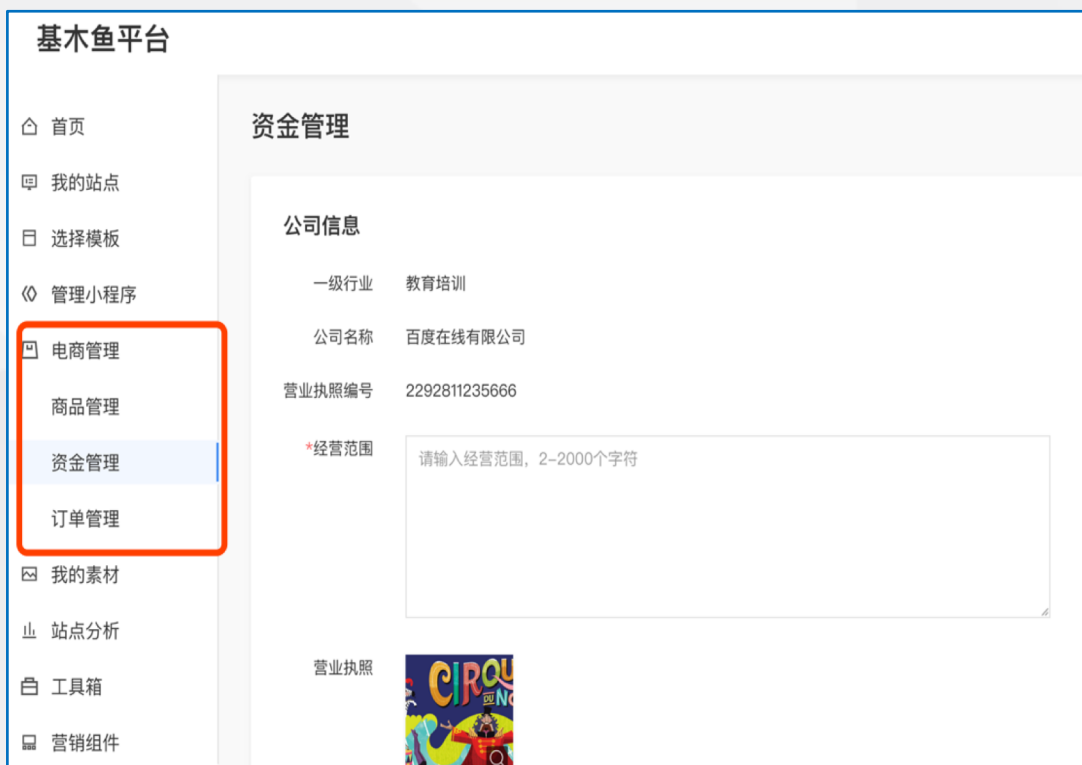 基木鱼平台
首页
我的站点
选择模板
管理小程序
电商管理
商品管理
资金管理
订单管理
我的素材
站点分析
工具箱
营销组件
资金管理
公司信息
一级行业 教育培训
公司名称 百度在线有限公司
营业执照编号 2292811235666
*经营范围 请输入经营范围，2-2000个字符
营业执照
CIRQU
DU NO